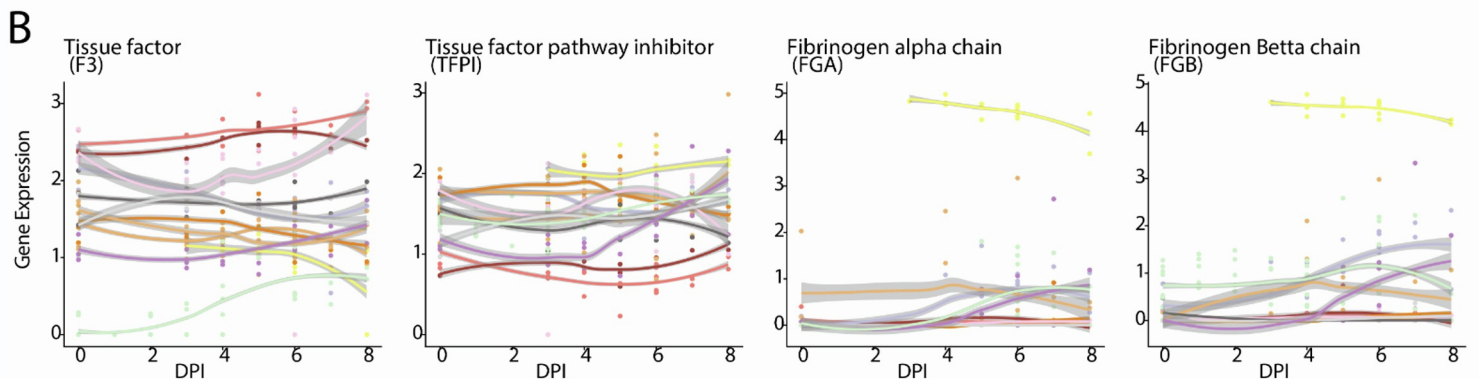 B
Tissue factor
(F3)
Tissue factor pathway inhibitor
(TFPI)
Fibrinogen alpha chain
(FGA)
Fibrinogen Betta chain
(FGB)
Gene Expression
3
2
1
0
0 2 4 6 8
DPI
3
2
1
0
0 2 4 6 8
DPI
5
4
3
2
1
0
0 2 4 6 8
DPI
5
4
3
2
1
0
0 2 4 6 8
DPI